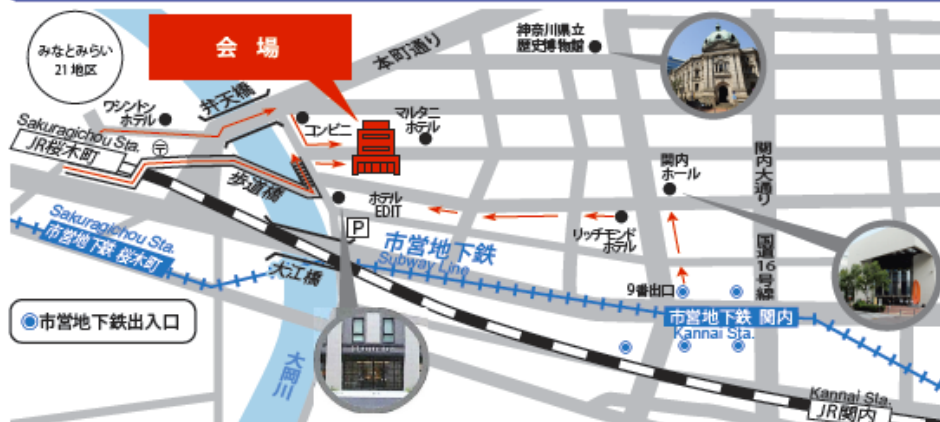 みなとみらい
21地区
会場
本町通り
神奈川県立
歴史博物館
ワシントン
ホテル
弁天橋
コンビニ
マルタニ
ホテル
Sakuragichou Sta.
JR桜木町
〒
歩道橋
ホテル
EDIT
P
関内
ホール
関内大通り
国道16号線
リッチモンド
ホテル
Sakuragichou Sta.
市営地下鉄 桜木町
市営地下鉄
Subway Line
大江橋
9番出口
市営地下鉄 関内
Kannai Sta.
市営地下鉄出入口
大岡川
Kannai Sta.
JR関内